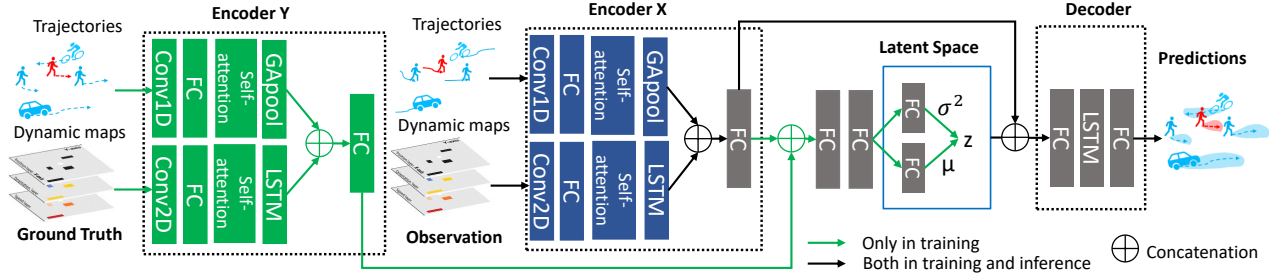 Encoder Y
Trajectories
Conv1D
FC
Self-
attention
GApool
Dynamic maps
Conv2D
FC
Self-
attention
LSTM
FC
Ground Truth
Encoder X
Trajectories
Conv1D
FC
Self-
attention
GApool
Dynamic maps
Conv2D
FC
Self-
attention
LSTM
FC
Observation
FC
FC
Latent Space
FC
σ²
z
FC
μ
Decoder
FC
LSTM
FC
Predictions
Only in training
Both in training and inference
Concatenation